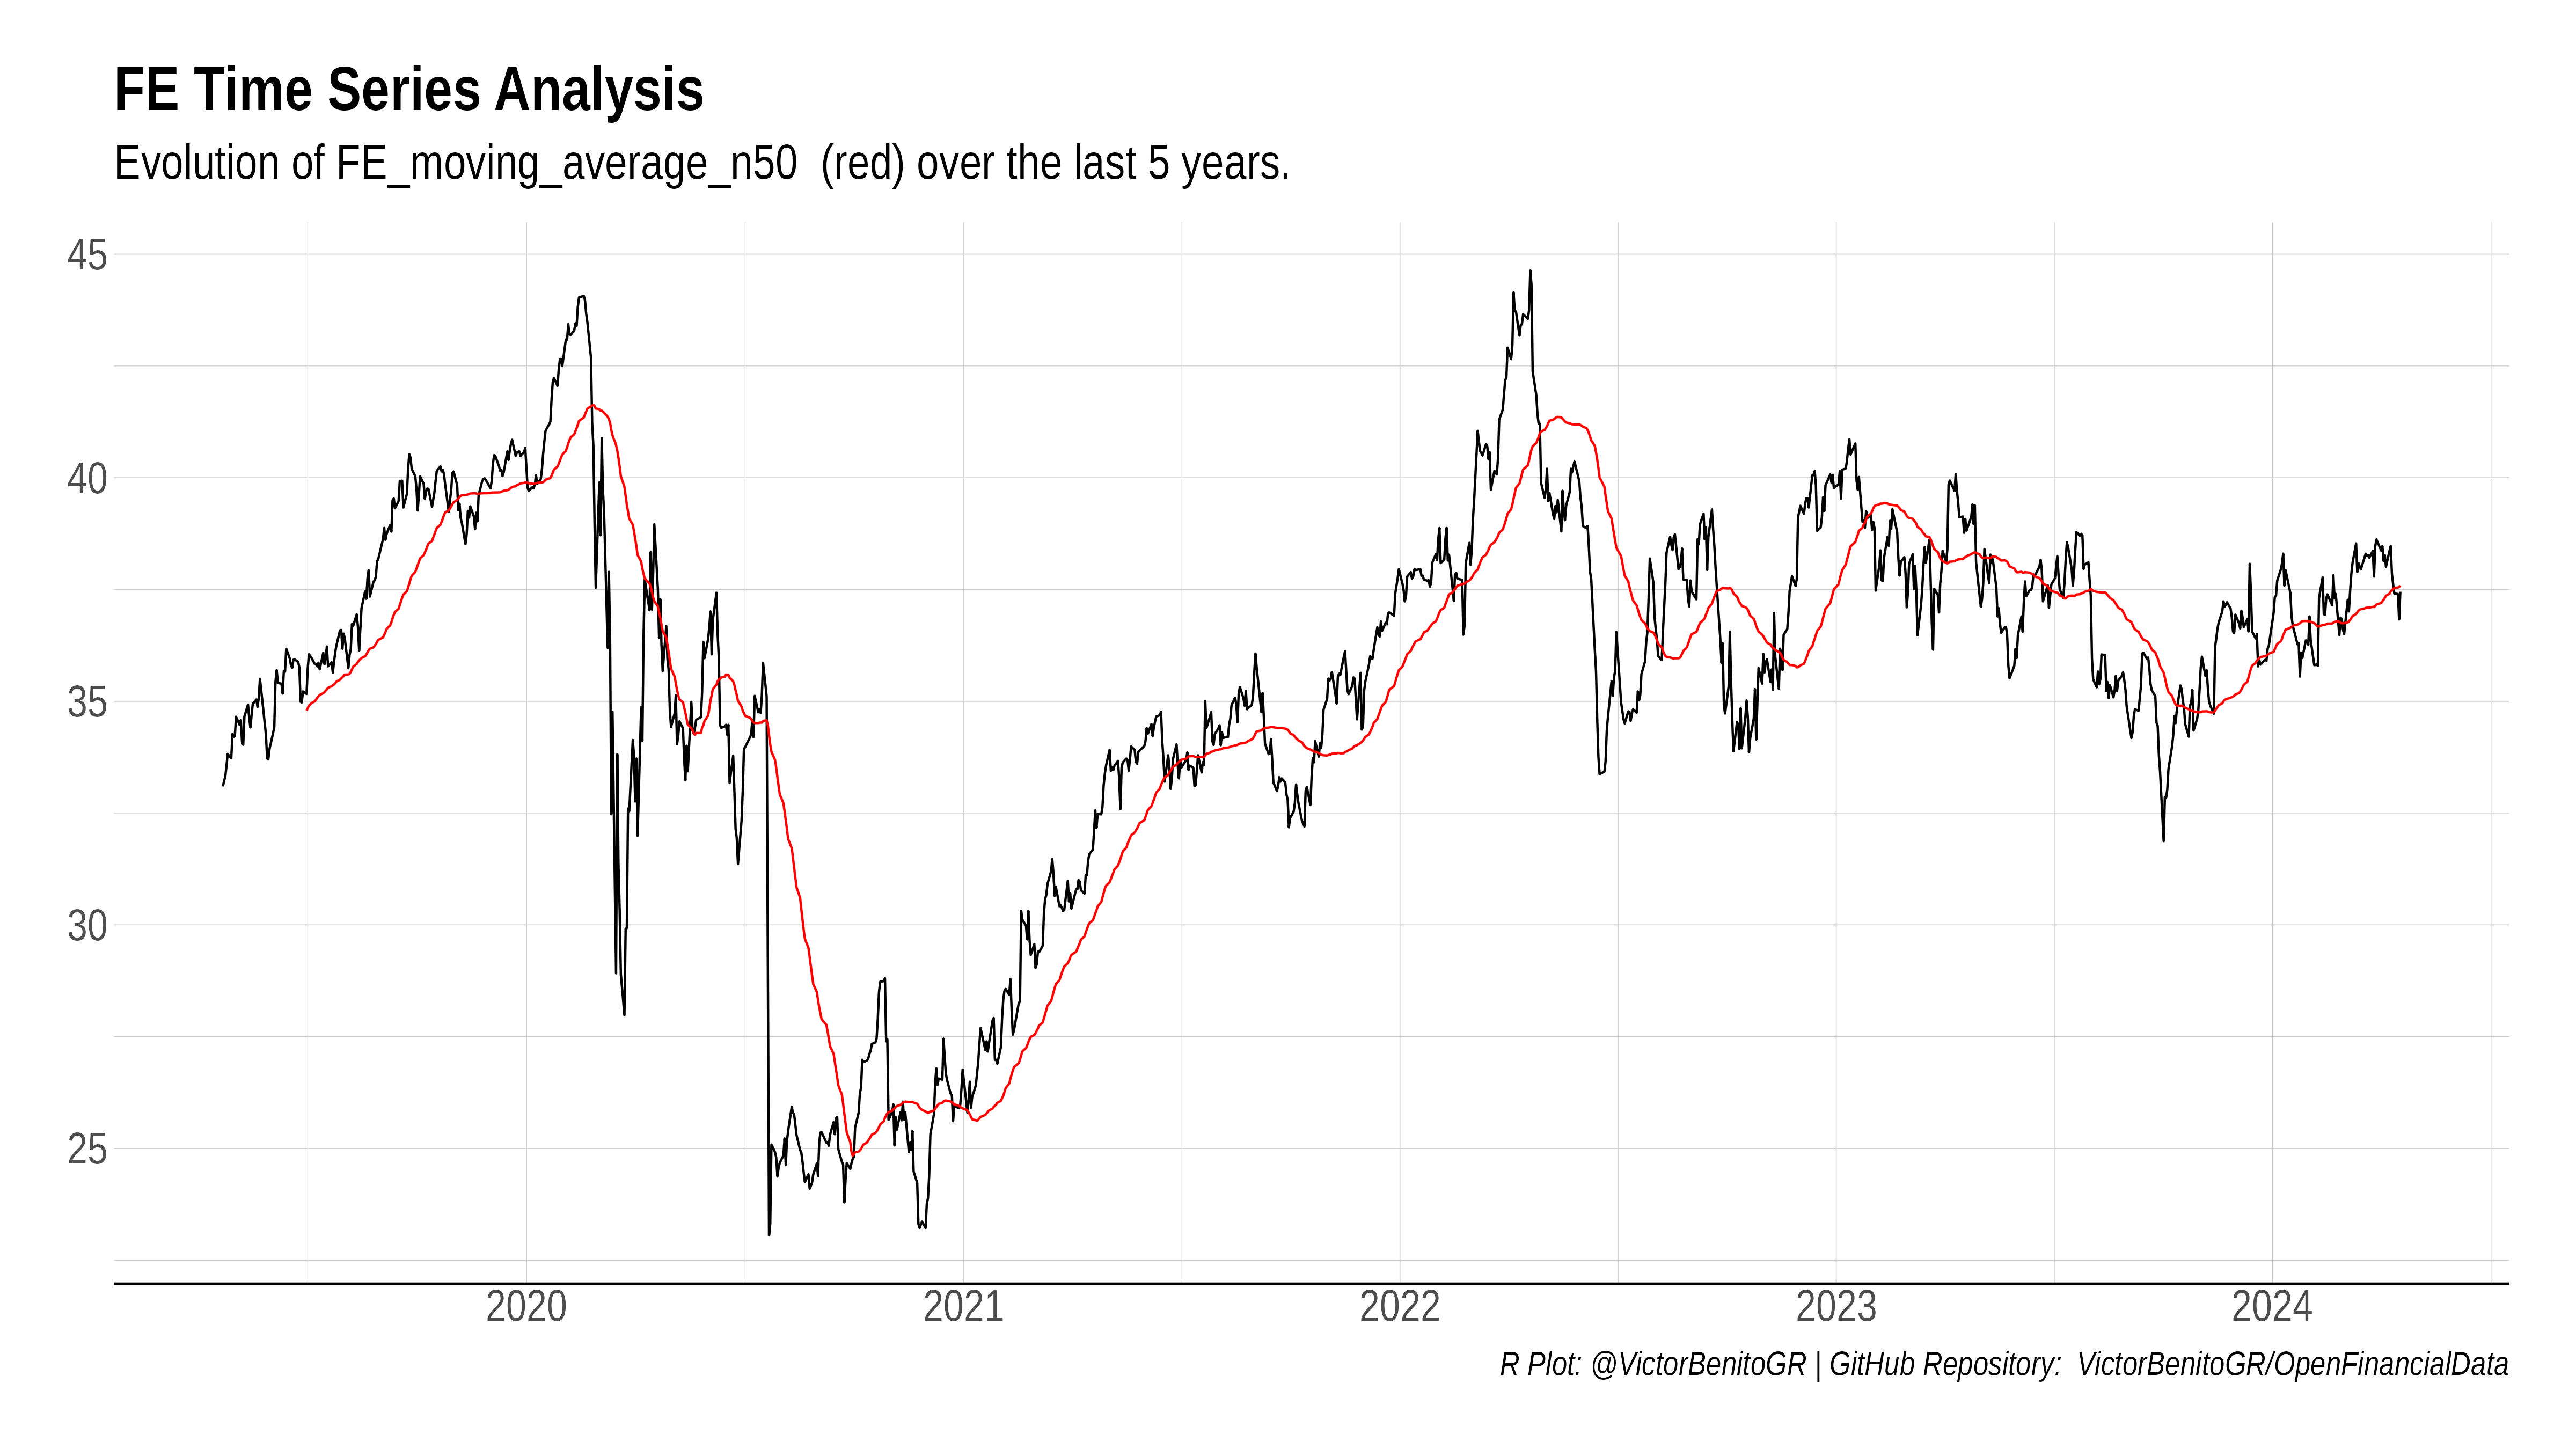 FE Time Series Analysis
Evolution of FE_moving_average_n50  (red) over the last 5 years.
45
40
35
30
25
2020 2021 2022 2023 2024
R Plot: @VictorBenitoGR | GitHub Repository:  VictorBenitoGR/OpenFinancialData